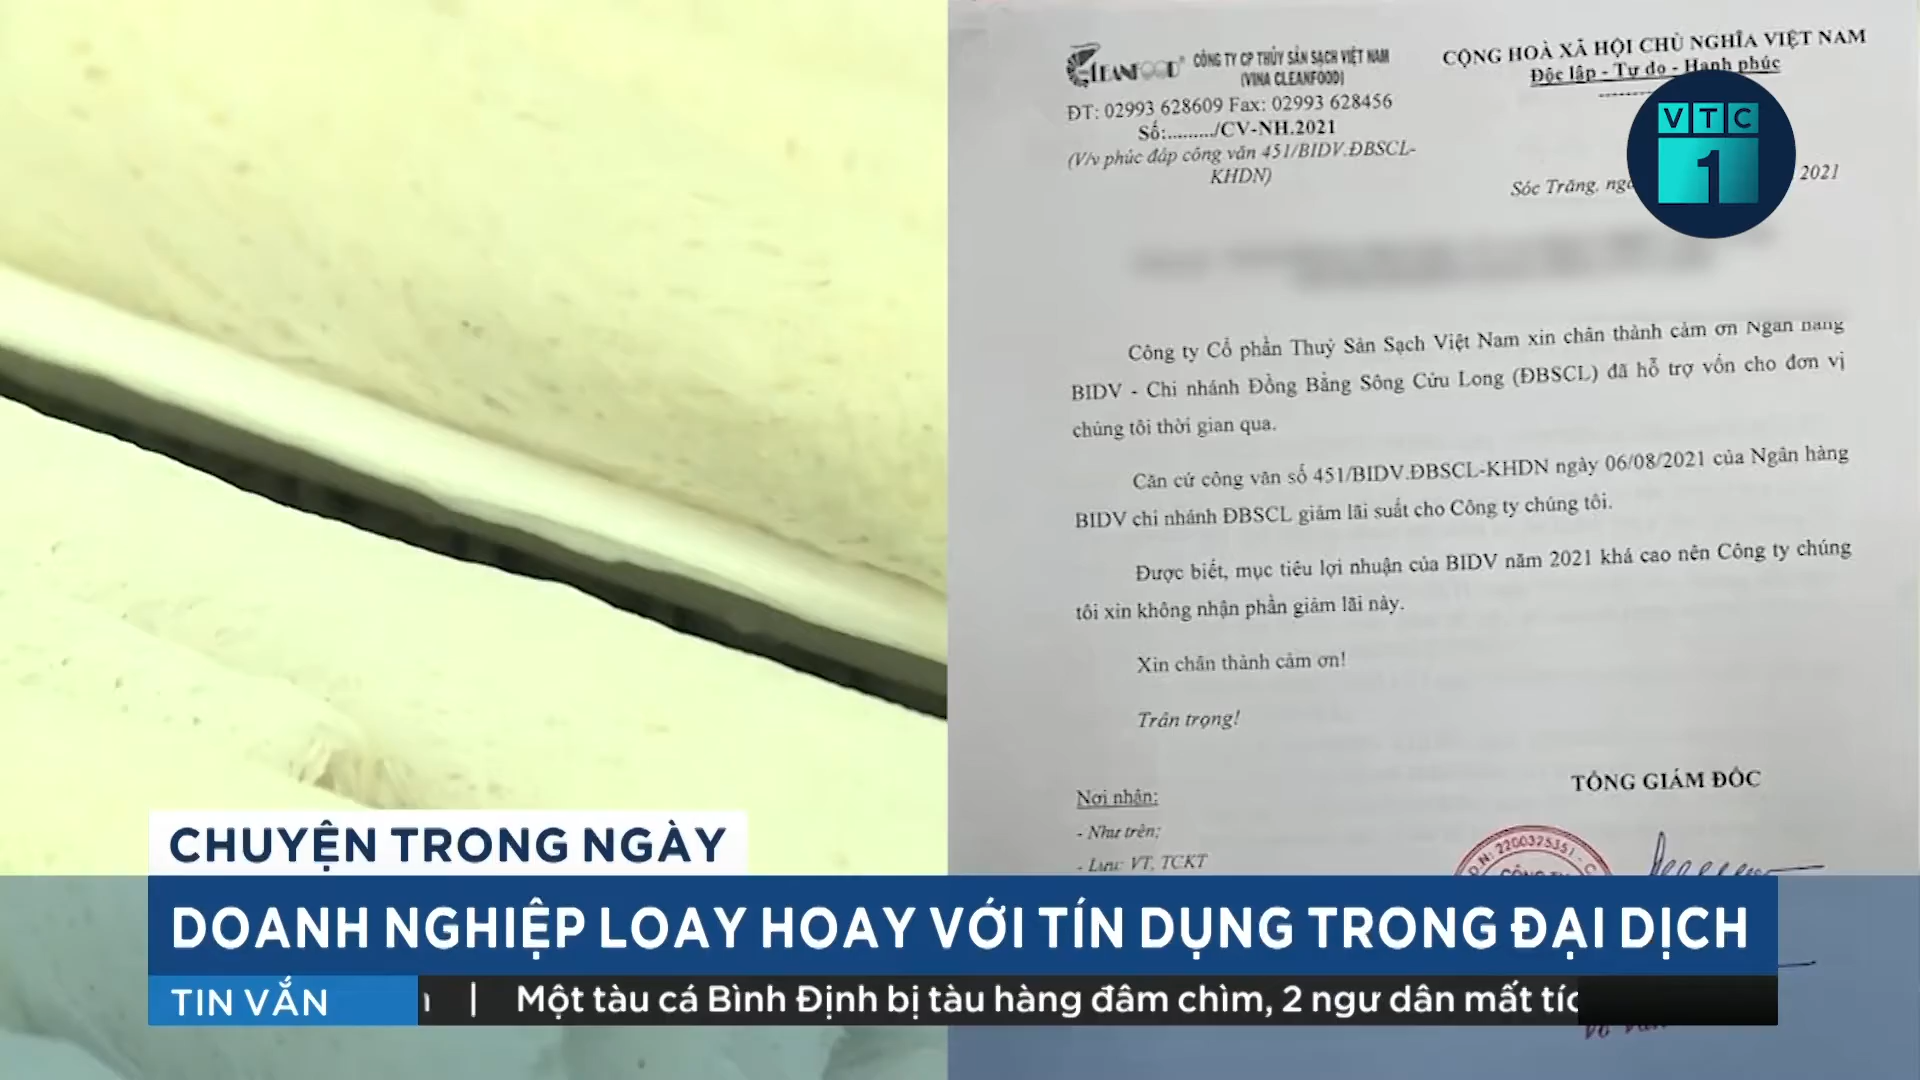 CLEANFOOD CÔNG TY CP THỦY SẢN SẠCH VIỆT NAM
(VINA CLEANFOOD)
ĐT: 02993 628609 Fax: 02993 628456
Số:........./CV-NH.2021
(V/v phúc đáp công văn 451/BIDV.ĐBSCL-
KHDN)
CỘNG HOÀ XÃ HỘI CHỦ NGHĨA VIỆT NAM
Độc lập - Tự do - Hạnh phúc
VTC
1
Sóc Trăng, 2021
Công ty Cổ phần Thuỷ Sản Sạch Việt Nam xin chân thành cảm ơn Ngân hàng
BIDV - Chi nhánh Đồng Bằng Sông Cửu Long (ĐBSCL) đã hỗ trợ vốn cho đơn vị
chúng tôi thời gian qua.
Căn cứ công văn số 451/BIDV.ĐBSCL-KHDN ngày 06/08/2021 của Ngân hàng
BIDV chi nhánh ĐBSCL giảm lãi suất cho Công ty chúng tôi.
Được biết, mục tiêu lợi nhuận của BIDV năm 2021 khá cao nên Công ty chúng
tôi xin không nhận phần giảm lãi này.
Xin chân thành cảm ơn!
Trân trọng!
TỔNG GIÁM ĐỐC
Nơi nhận:
- Như trên;
- Lưu: VT, TCKT
2200325351
CHUYỆN TRONG NGÀY
DOANH NGHIỆP LOAY HOAY VỚI TÍN DỤNG TRONG ĐẠI DỊCH
TIN VẮN
| Một tàu cá Bình Định bị tàu hàng đâm chìm, 2 ngư dân mất